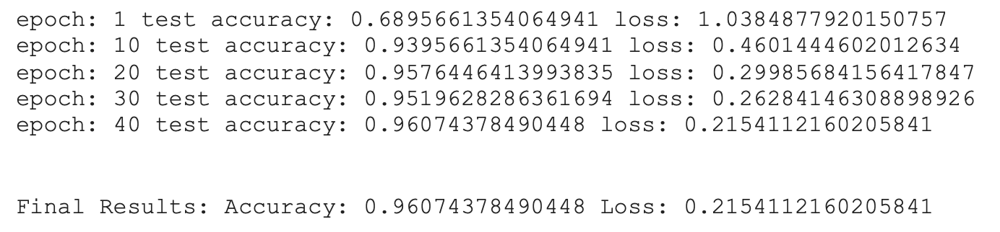 epoch: 1 test accuracy: 0.6895661354064941 loss: 1.0384877920150757
epoch: 10 test accuracy: 0.9395661354064941 loss: 0.4601444602012634
epoch: 20 test accuracy: 0.9576446413993835 loss: 0.29985684156417847
epoch: 30 test accuracy: 0.9519628286361694 loss: 0.26284146308898926
epoch: 40 test accuracy: 0.96074378490448 loss: 0.2154112160205841
Final Results: Accuracy: 0.96074378490448 Loss: 0.2154112160205841